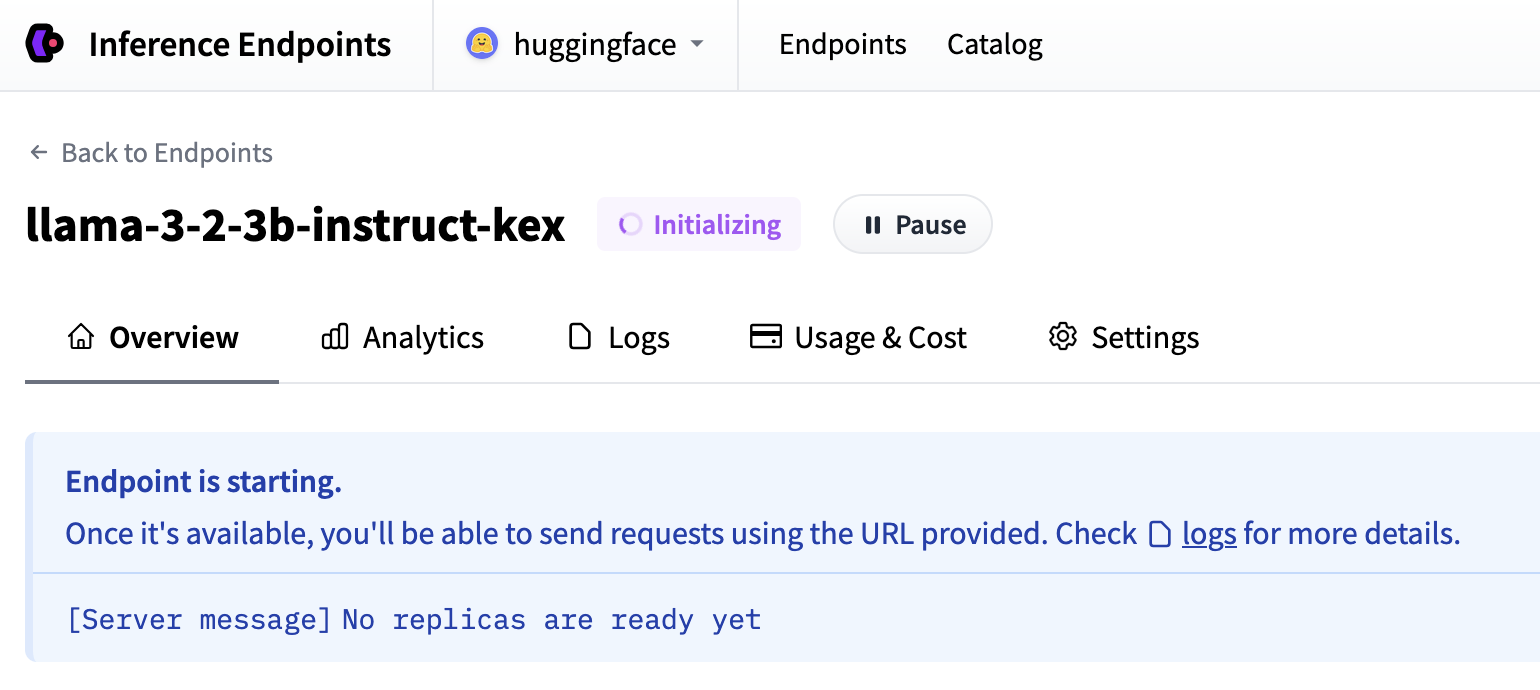 Inference Endpoints
huggingface
Endpoints
Catalog
← Back to Endpoints
llama-3-2-3b-instruct-kex
Initializing
Pause
Overview
Analytics
Logs
Usage & Cost
Settings
Endpoint is starting.
Once it's available, you'll be able to send requests using the URL provided. Check logs for more details.
[Server message] No replicas are ready yet